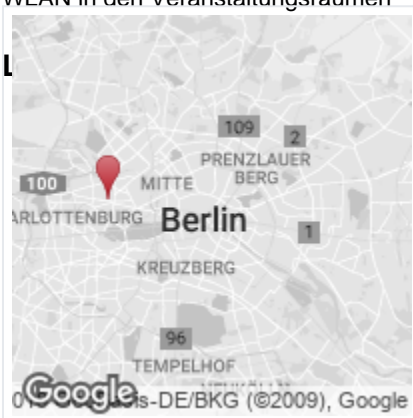 WLAN in den Veranstaltungsräumen
L
109
2
PRENZLAUER
BERG
100
MITTE
ARLOTTENBURG
Berlin
1
KREUZBERG
96
TEMPELHOF
NEUKÖLLN
Google
-DE/BKG (©2009), Google